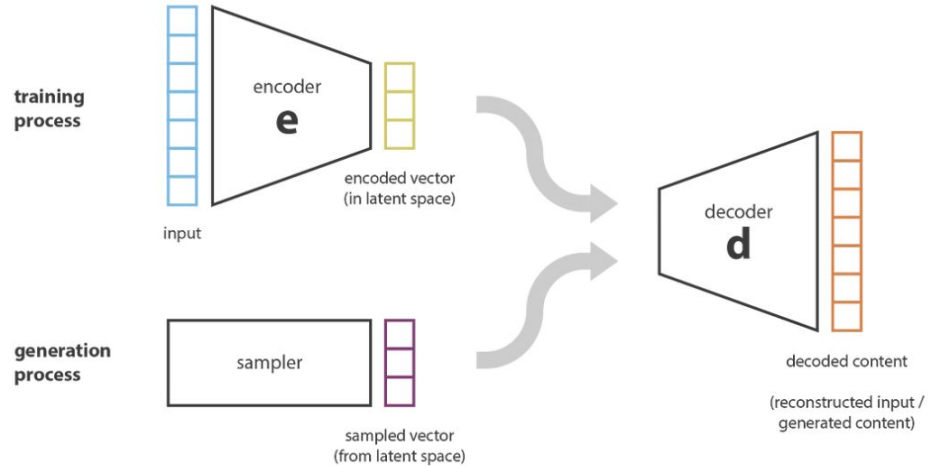 training
process
encoder
e
encoded vector
(in latent space)
input
generation
process
sampler
sampled vector
(from latent space)
decoder
d
decoded content
(reconstructed input /
generated content)